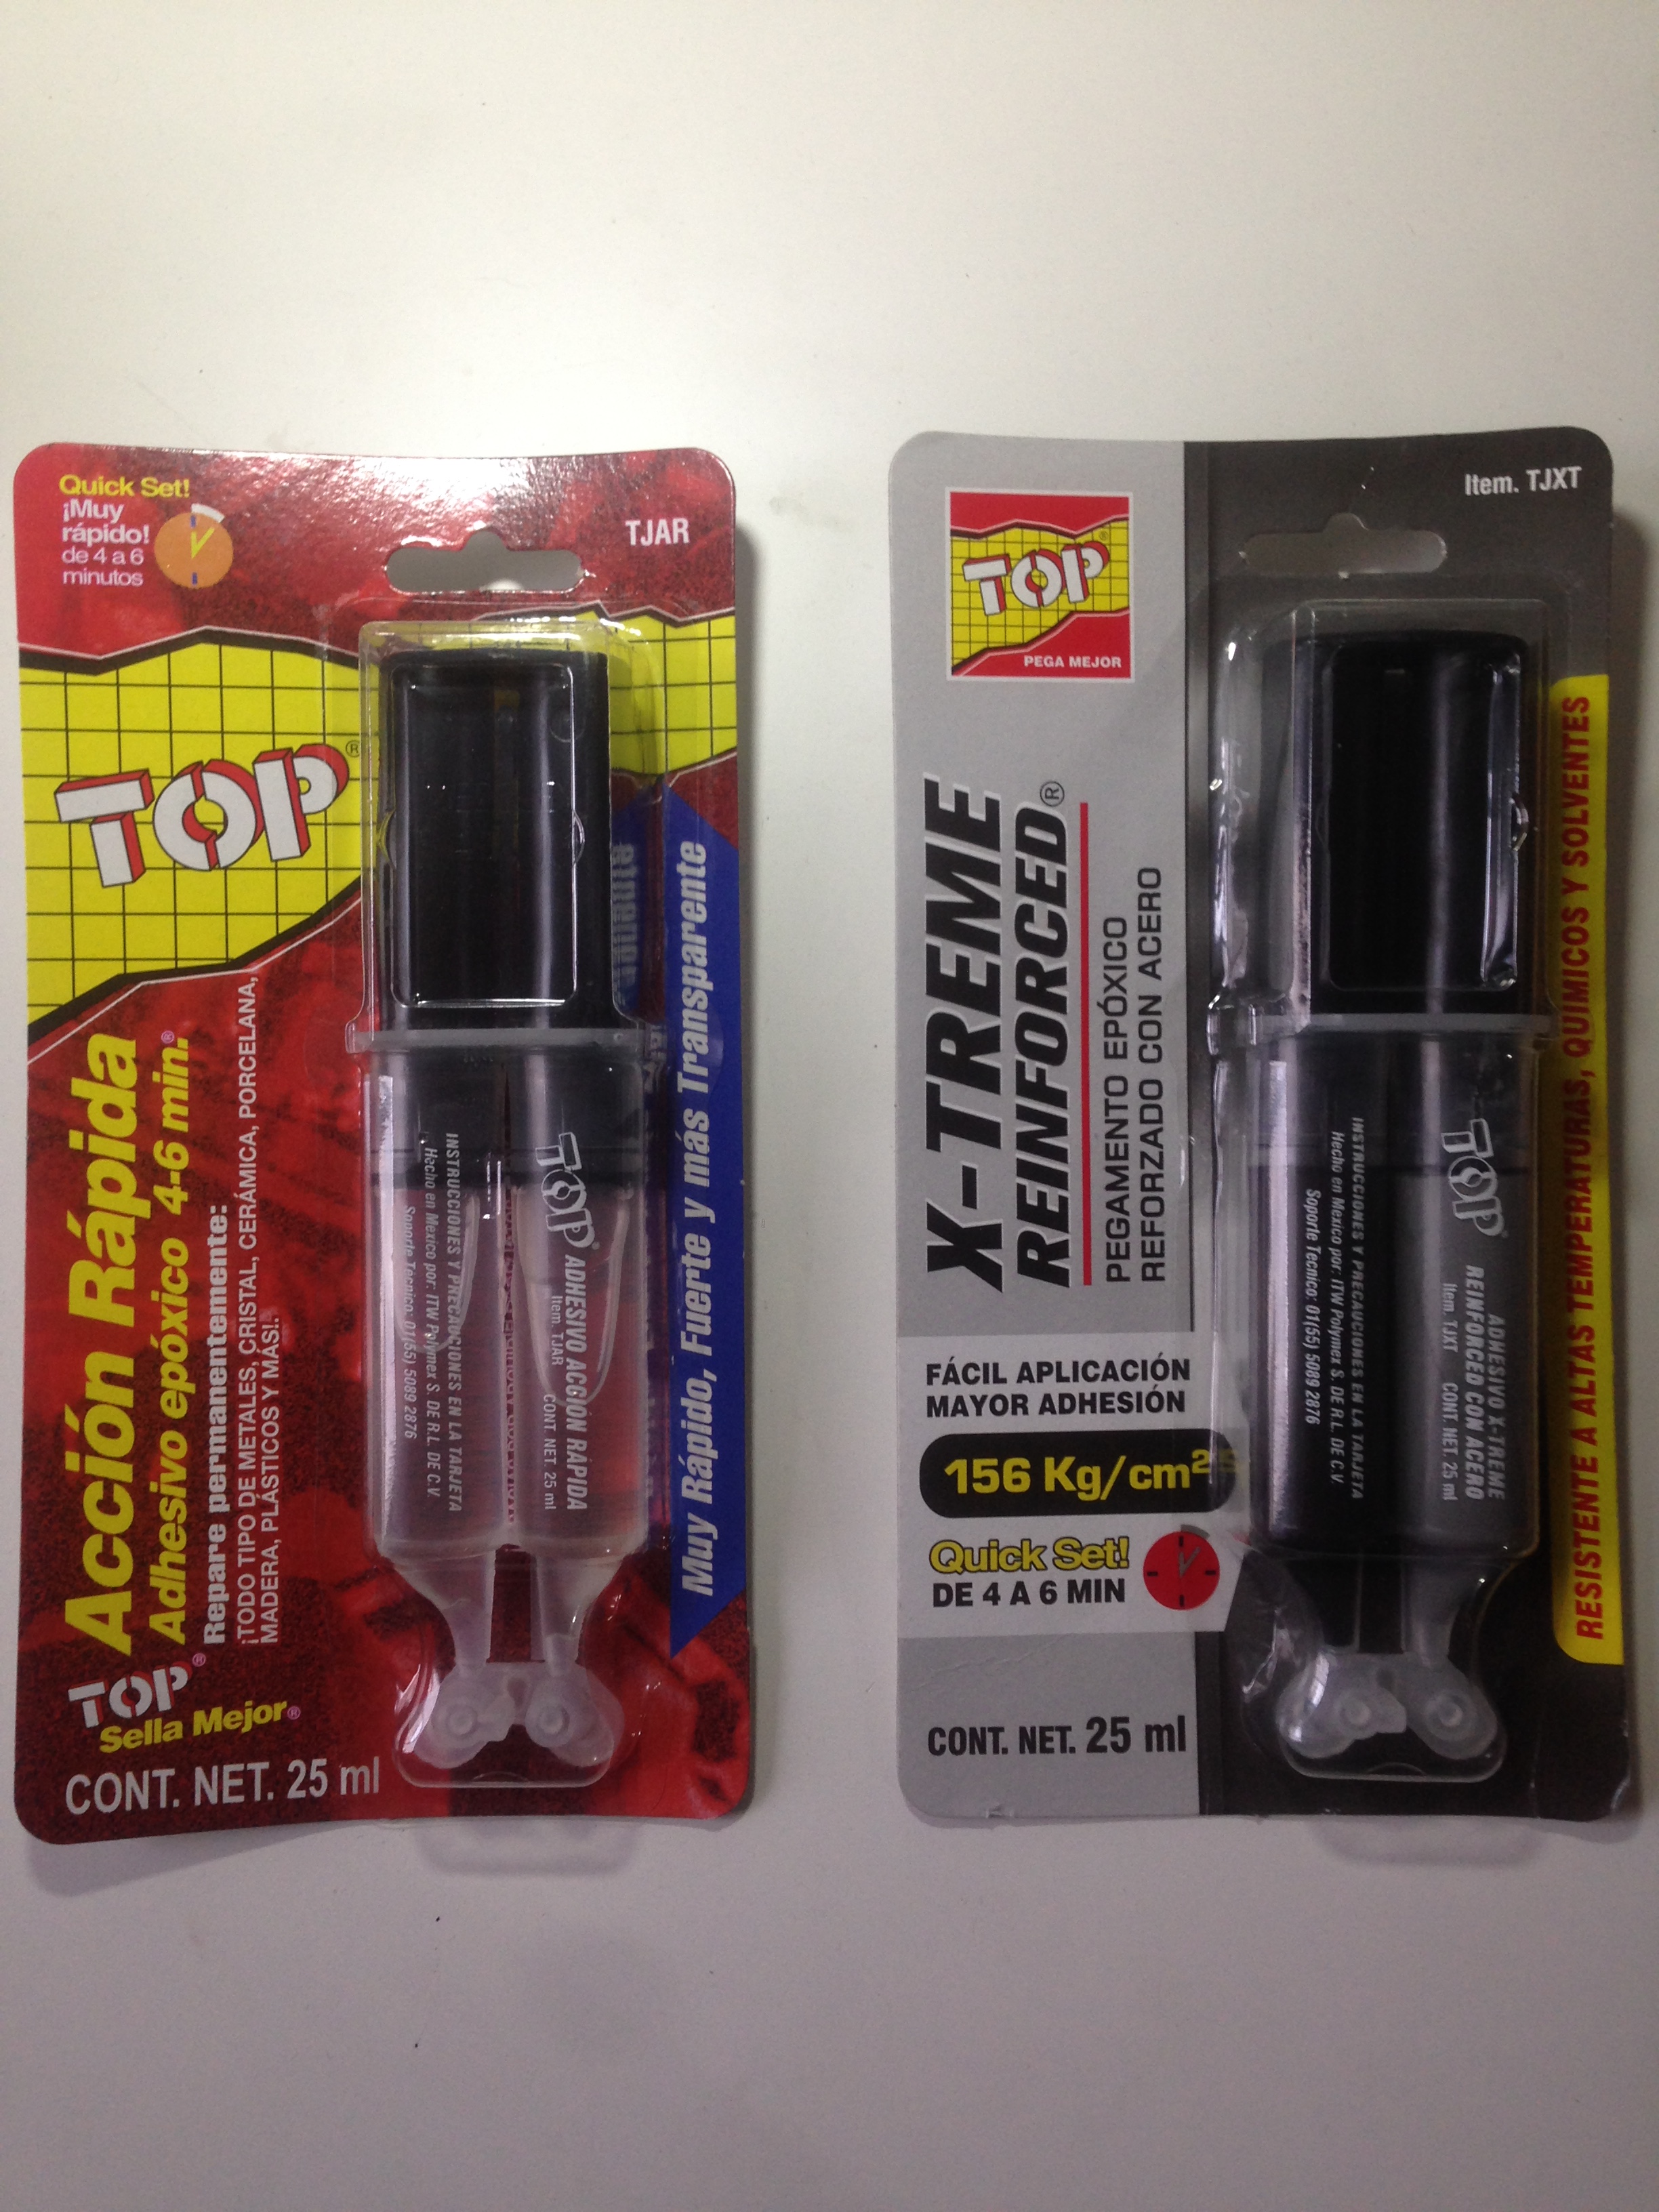 Quick Set!
¡Muy
rápido!
de 4 a 6
minutos
TJAR
TOP®
Acción Rápida
Adhesivo epóxico 4-6 min.®
Repare permanentemente:
¡TODO TIPO DE METALES, CRISTAL, CERÁMICA, PORCELANA,
MADERA, PLÁSTICOS Y MÁS!.
TOP®
Sella Mejor®
CONT. NET. 25 ml
Muy Rápido, Fuerte y más Transparente
TOP® ADHESIVO ACCIÓN RÁPIDA
Item. TJAR CONT. NET. 25 ml
INSTRUCCIONES Y PRECAUCIONES EN LA TARJETA
Hecho en Mexico por: ITW Polymex S. DE R.L. DE C.V.
Soporte Tecnico: 01(55) 5089 2876
Item. TJXT
TOP®
PEGA MEJOR
X-TREME
REINFORCED®
PEGAMENTO EPÓXICO
REFORZADO CON ACERO
FÁCIL APLICACIÓN
MAYOR ADHESIÓN
156 Kg/cm²
Quick Set!
DE 4 A 6 MIN
CONT. NET. 25 ml
RESISTENTE A ALTAS TEMPERATURAS, QUIMICOS Y SOLVENTES
TOP®
ADHESIVO X-TREME
REINFORCED CON ACERO
Item. TJXT CONT. NET. 25 ml
INSTRUCCIONES Y PRECAUCIONES EN LA TARJETA
Hecho en Mexico por: ITW Polymex S. DE R.L. DE C.V.
Soporte Tecnico: 01(55) 5089 2876